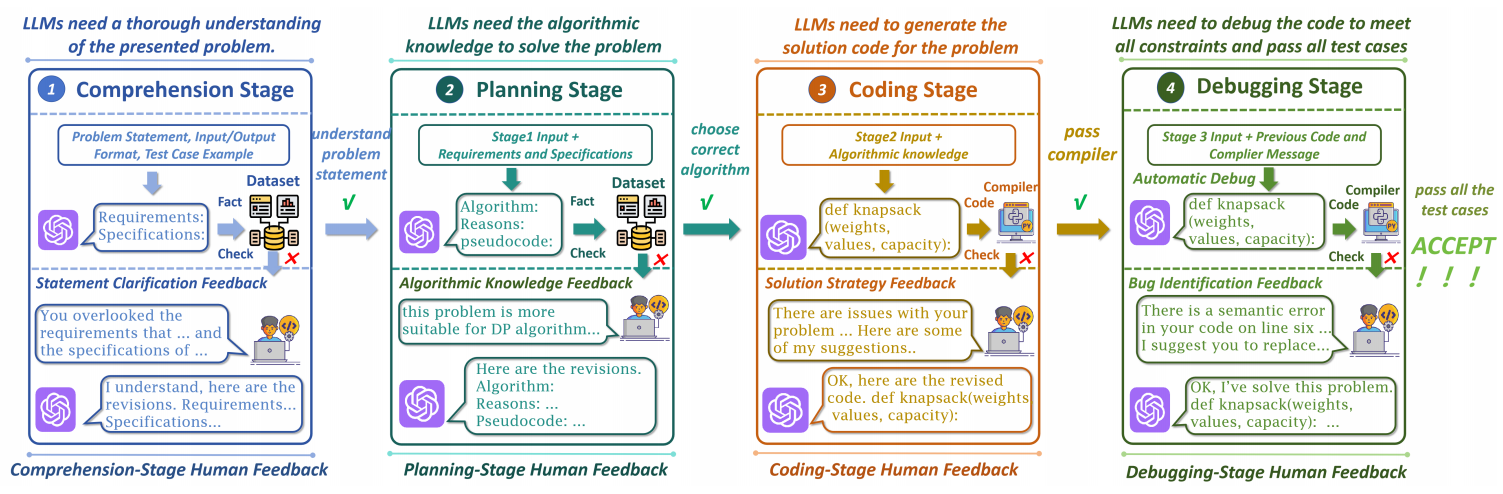 LLMs need a thorough understanding
of the presented problem.
1 Comprehension Stage
Problem Statement, Input/Output
Format, Test Case Example
Dataset
Fact
Requirements:
Specifications:
Check
×
Statement Clarification Feedback
You overlooked the
requirements that ... and
the specifications of ...
I understand, here are the
revisions. Requirements...
Specifications...
Comprehension-Stage Human Feedback
understand
problem
statement
√
LLMs need the algorithmic
knowledge to solve the problem
2 Planning Stage
Stage1 Input +
Requirements and Specifications
Dataset
Fact
Algorithm:
Reasons:
pseudocode:
Check
×
Algorithmic Knowledge Feedback
this problem is more
suitable for DP algorithm...
Here are the revisions.
Algorithm:
Reasons: ...
Pseudocode: ...
Planning-Stage Human Feedback
choose
correct
algorithm
√
LLMs need to generate the
solution code for the problem
3 Coding Stage
Stage2 Input +
Algorithmic knowledge
Compiler
Code
def knapsack
(weights,
values, capacity):
PY
Check
×
Solution Strategy Feedback
There are issues with your
problem ... Here are some
of my suggestions..
OK, here are the revised
code. def knapsack(weights
values, capacity):
Coding-Stage Human Feedback
pass
compiler
√
LLMs need to debug the code to meet
all constraints and pass all test cases
4 Debugging Stage
Stage 3 Input + Previous Code and
Complier Message
Automatic Debug
Compiler
Code
def knapsack
(weights,
values, capacity):
PY
Check
×
Bug Identification Feedback
There is a semantic error
in your code on line six ...
I suggest you to replace...
OK, I've solve this problem.
def knapsack(weights,
values, capacity): ...
Debugging-Stage Human Feedback
pass all the
test cases
ACCEPT
! ! !